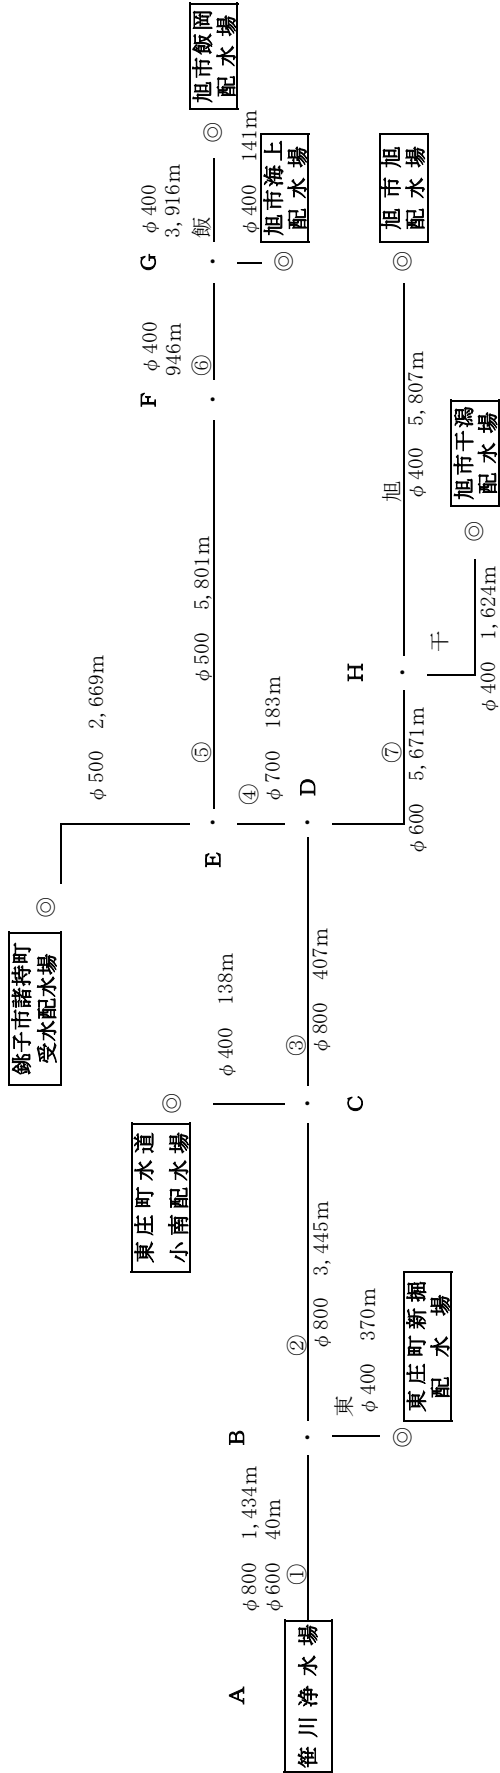 A
笹川浄水場
φ800 1,434m
φ600 40m
①
B
東
φ400 370m
東庄町新掘
配水場
②
φ800 3,445m
C
東庄町水道
小南配水場
φ400 138m
③
φ800 407m
D
④
φ700 183m
E
銚子市諸持町
受水配水場
φ500 2,669m
⑤
φ500 5,801m
F
φ400
946m
⑥
G
φ400
3,916m
飯
旭市飯岡
配水場
φ400 141m
旭市海上
配水場
⑦
φ600 5,671m
H
干
φ400 1,624m
旭市干潟
配水場
旭
φ400 5,807m
旭市旭
配水場